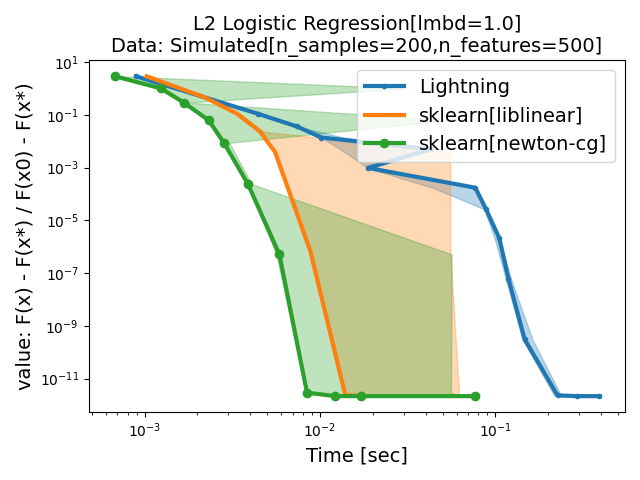 L2 Logistic Regression[lmbd=1.0]
Data: Simulated[n_samples=200,n_features=500]
value: F(x) - F(x*) / F(x0) - F(x*)
10¹
10⁻¹
10⁻³
10⁻⁵
10⁻⁷
10⁻⁹
10⁻¹¹
Lightning
sklearn[liblinear]
sklearn[newton-cg]
10⁻³ 10⁻² 10⁻¹
Time [sec]